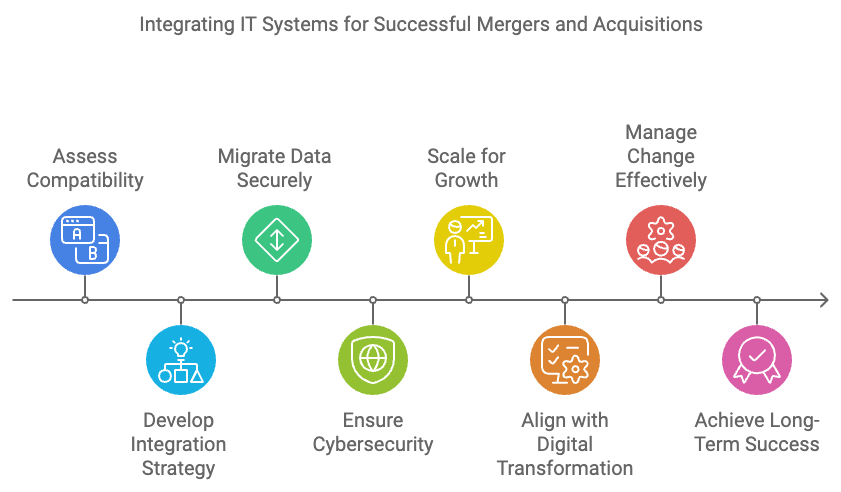 Integrating IT Systems for Successful Mergers and Acquisitions
Assess
Compatibility
A
B
Develop
Integration
Strategy
Migrate Data
Securely
Ensure
Cybersecurity
Scale for
Growth
Align with
Digital
Transformation
Manage
Change
Effectively
Achieve Long-
Term Success